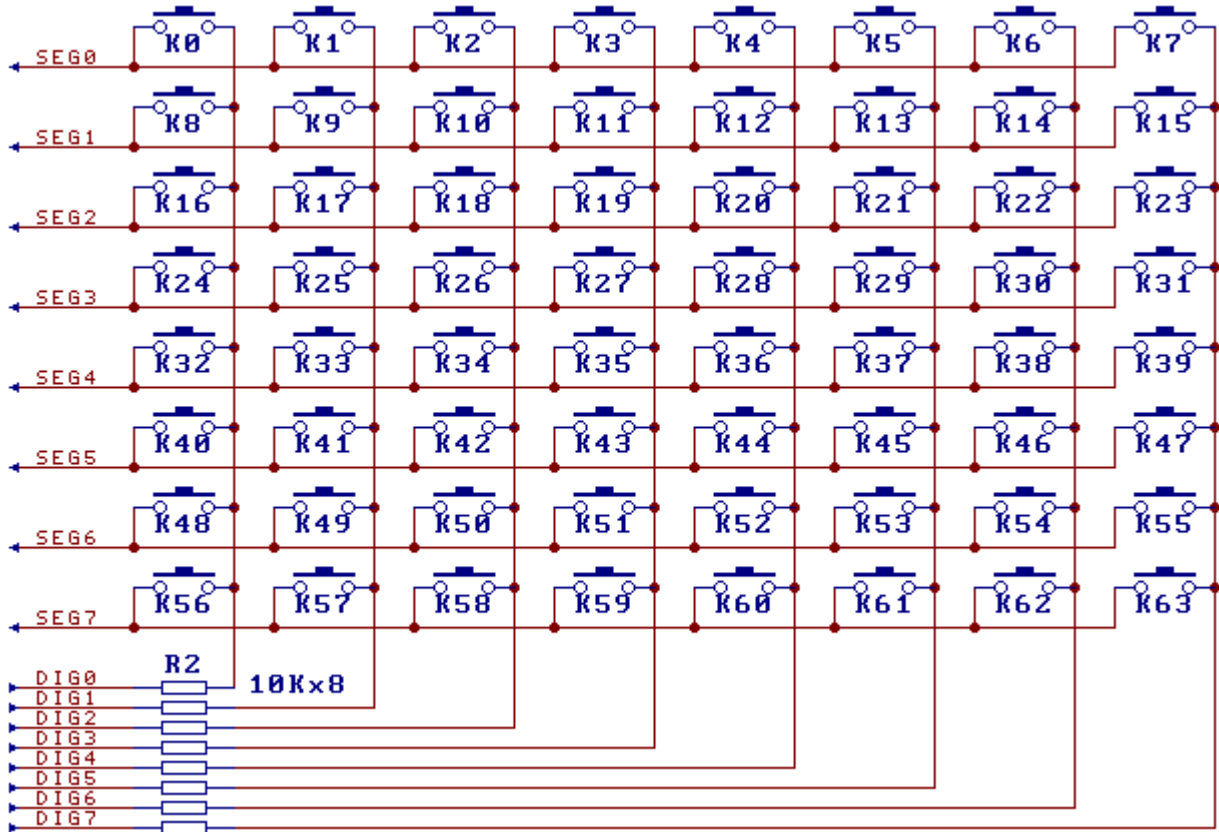 K0 K1 K2 K3 K4 K5 K6 K7
SEG0
K8 K9 K10 K11 K12 K13 K14 K15
SEG1
K16 K17 K18 K19 K20 K21 K22 K23
SEG2
K24 K25 K26 K27 K28 K29 K30 K31
SEG3
K32 K33 K34 K35 K36 K37 K38 K39
SEG4
K40 K41 K42 K43 K44 K45 K46 K47
SEG5
K48 K49 K50 K51 K52 K53 K54 K55
SEG6
K56 K57 K58 K59 K60 K61 K62 K63
SEG7
R2
DIG0 10Kx8
DIG1
DIG2
DIG3
DIG4
DIG5
DIG6
DIG7